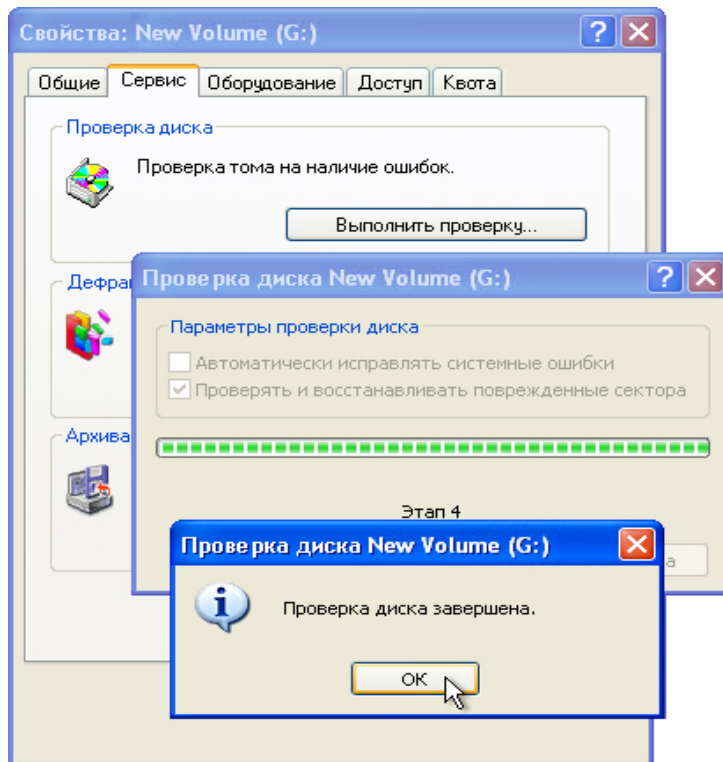 Свойства: New Volume (G:)
Общие Сервис Оборудование Доступ Квота
Проверка диска
Проверка тома на наличие ошибок.
Выполнить проверку...
Дефра
Проверка диска New Volume (G:)
Параметры проверки диска
Автоматически исправлять системные ошибки
Проверять и восстанавливать поврежденные сектора
Архива
Этап 4
а
Проверка диска New Volume (G:)
Проверка диска завершена.
OK